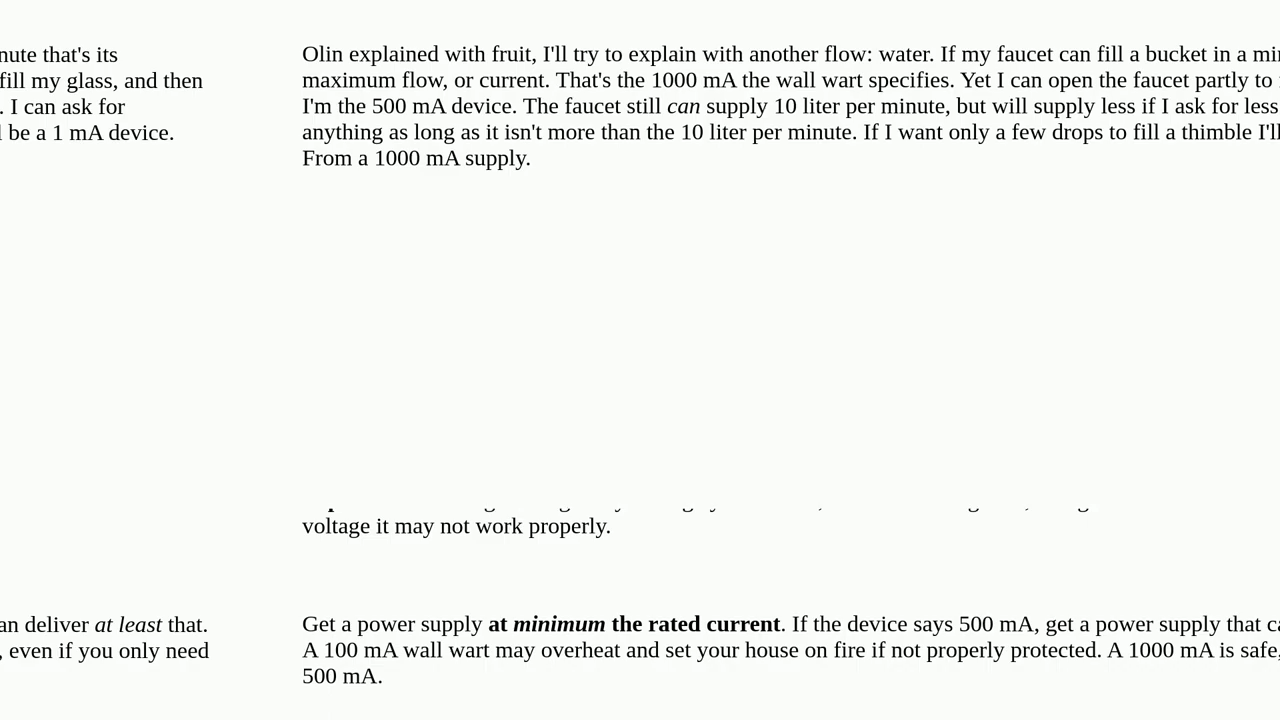 nute that's its
fill my glass, and then
. I can ask for
l be a 1 mA device.
Olin explained with fruit, I'll try to explain with another flow: water. If my faucet can fill a bucket in a mi
maximum flow, or current. That's the 1000 mA the wall wart specifies. Yet I can open the faucet partly to
I'm the 500 mA device. The faucet still can supply 10 liter per minute, but will supply less if I ask for less
anything as long as it isn't more than the 10 liter per minute. If I want only a few drops to fill a thimble I'll
From a 1000 mA supply.
voltage it may not work properly.
an deliver at least that.
, even if you only need
Get a power supply at minimum the rated current. If the device says 500 mA, get a power supply that ca
A 100 mA wall wart may overheat and set your house on fire if not properly protected. A 1000 mA is safe,
500 mA.